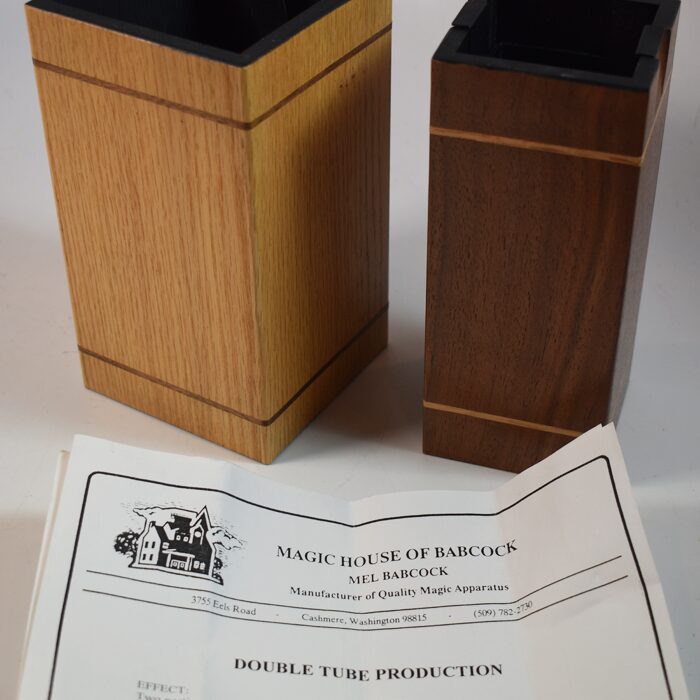 MAGIC HOUSE OF BABCOCK
MEL BABCOCK
Manufacturer of Quality Magic Apparatus
3755 Eels Road - Cashmere, Washington 98815 - (509) 782-2730
DOUBLE TUBE PRODUCTION
EFFECT: